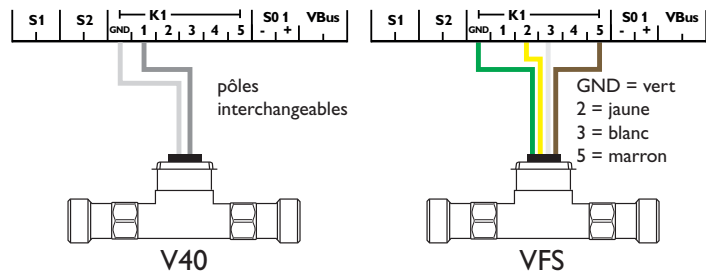 S1 S2 K1 S0 1 VBus
GND 1 2 3 4 5 - +
pôles
interchangeables
V40
S1 S2 K1 S0 1 VBus
GND 1 2 3 4 5 - +
GND = vert
2 = jaune
3 = blanc
5 = marron
VFS